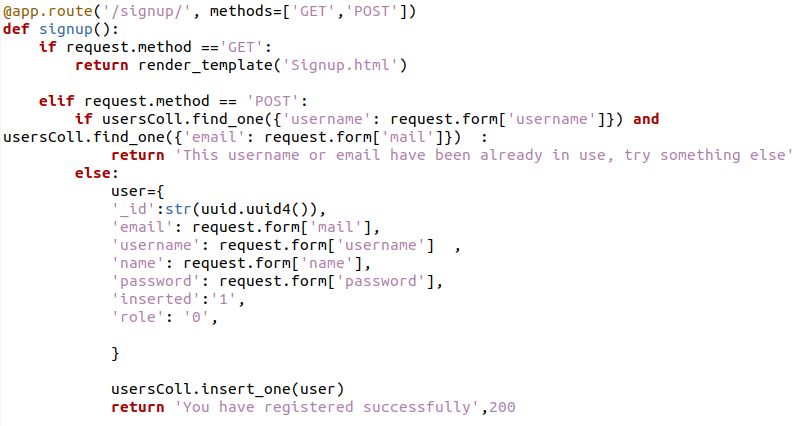 @app.route('/signup/', methods=['GET','POST'])
def signup():
    if request.method =='GET':
        return render_template('Signup.html')

    elif request.method == 'POST':
        if usersColl.find_one({'username': request.form['username']}) and
usersColl.find_one({'email': request.form['mail']})  :
            return 'This username or email have been already in use, try something else'
        else:
            user={
            '_id':str(uuid.uuid4()),
            'email': request.form['mail'],
            'username': request.form['username']  ,
            'name': request.form['name'],
            'password': request.form['password'],
            'inserted':'1',
            'role': '0',

            }

            usersColl.insert_one(user)
            return 'You have registered successfully',200